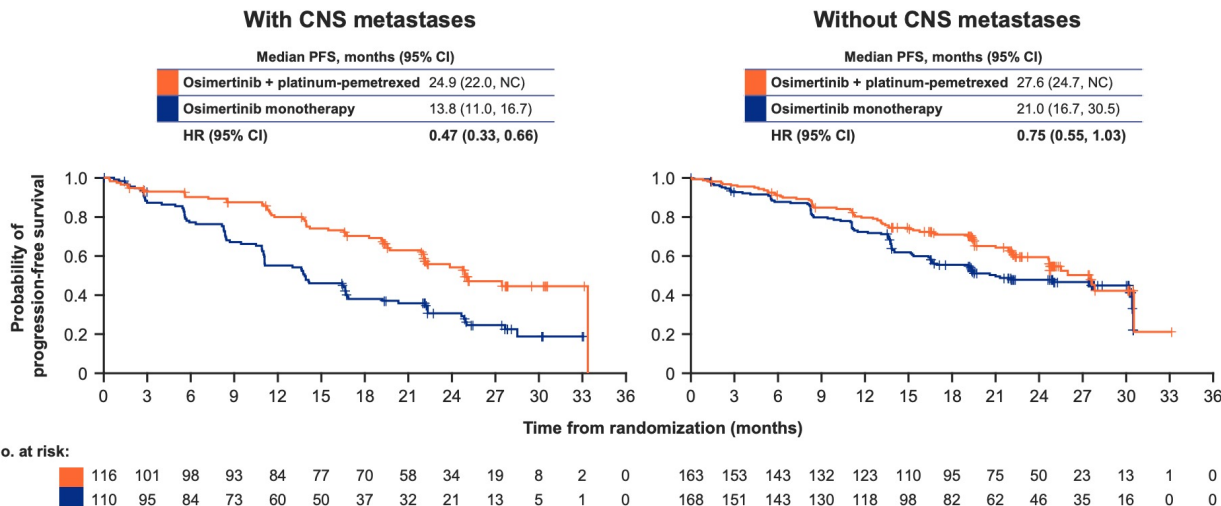 With CNS metastases
Median PFS, months (95% CI)
Osimertinib + platinum-pemetrexed 24.9 (22.0, NC)
Osimertinib monotherapy 13.8 (11.0, 16.7)
HR (95% CI) 0.47 (0.33, 0.66)
Without CNS metastases
Median PFS, months (95% CI)
Osimertinib + platinum-pemetrexed 27.6 (24.7, NC)
Osimertinib monotherapy 21.0 (16.7, 30.5)
HR (95% CI) 0.75 (0.55, 1.03)
Probability of
progression-free survival
1.0
0.8
0.6
0.4
0.2
0
0 3 6 9 12 15 18 21 24 27 30 33 36
1.0
0.8
0.6
0.4
0.2
0
0 3 6 9 12 15 18 21 24 27 30 33 36
Time from randomization (months)
o. at risk:
116 101 98 93 84 77 70 58 34 19 8 2 0
110 95 84 73 60 50 37 32 21 13 5 1 0
163 153 143 132 123 110 95 75 50 23 13 1 0
168 151 143 130 118 98 82 62 46 35 16 0 0